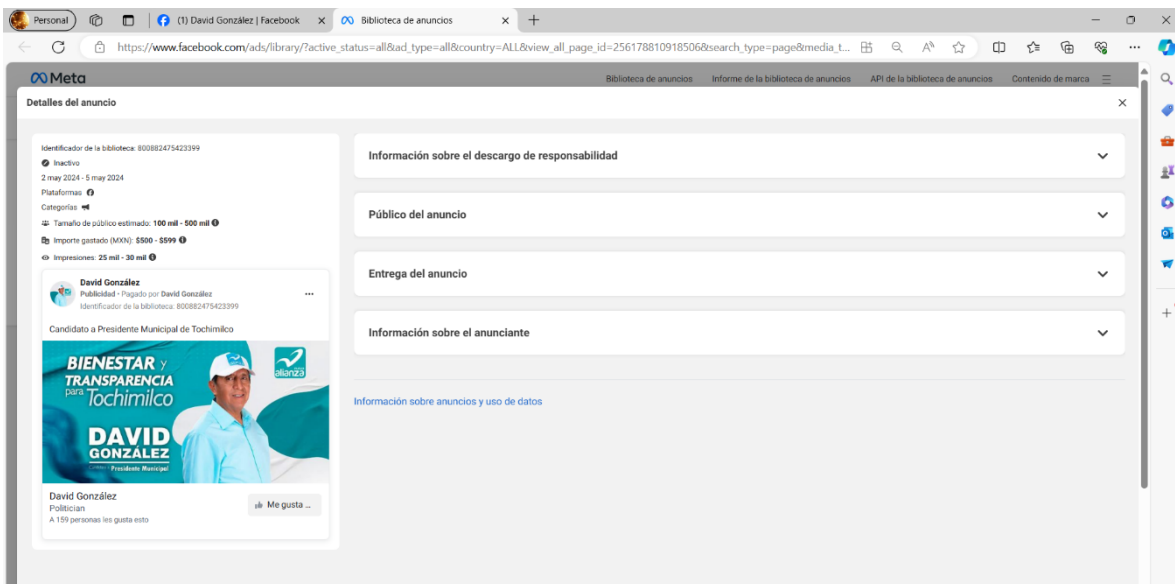 Personal
(1) David González | Facebook
Biblioteca de anuncios
https://www.facebook.com/ads/library/?active_status=all&ad_type=all&country=ALL&view_all_page_id=256178810918506&search_type=page&media_t...
Meta
Biblioteca de anuncios
Informe de la biblioteca de anuncios
API de la biblioteca de anuncios
Contenido de marca
Detalles del anuncio
Identificador de la biblioteca: 800882475423399
Inactivo
2 may 2024 - 5 may 2024
Plataformas
Categorías
Tamaño de público estimado: 100 mil - 500 mil
Importe gastado (MXN): $500 - $599
Impresiones: 25 mil - 30 mil
David González
Publicidad • Pagado por David González
Identificador de la biblioteca: 800882475423399
Candidato a Presidente Municipal de Tochimilco
BIENESTAR y
TRANSPARENCIA
para Tochimilco
alianza
DAVID
GONZÁLEZ
Presidente Municipal
David González
Politician
A 159 personas les gusta esto
Me gusta ...
Información sobre el descargo de responsabilidad
Público del anuncio
Entrega del anuncio
Información sobre el anunciante
Información sobre anuncios y uso de datos